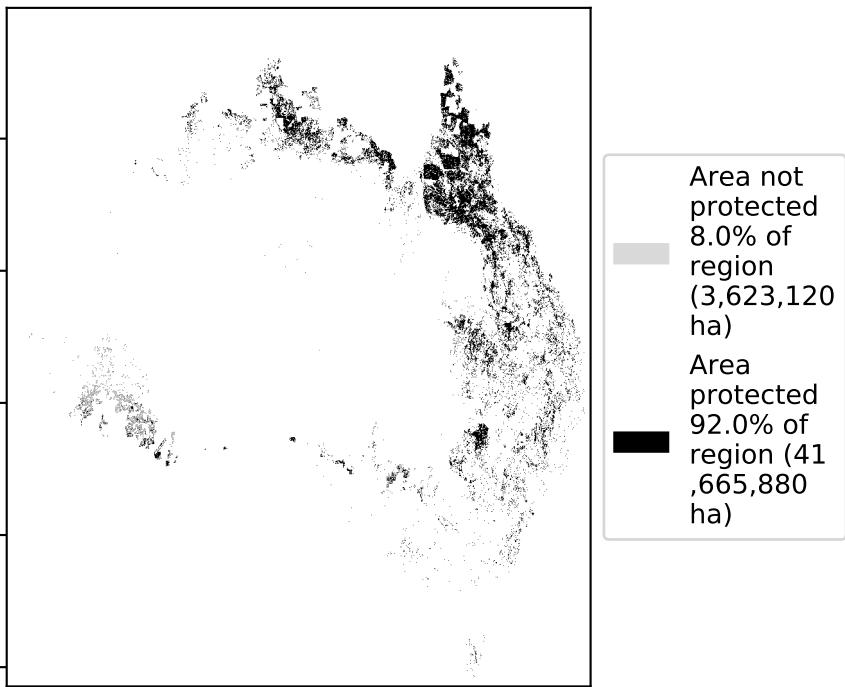 Area not
protected
8.0% of
region
(3,623,120
ha)
Area
protected
92.0% of
region (41
,665,880
ha)